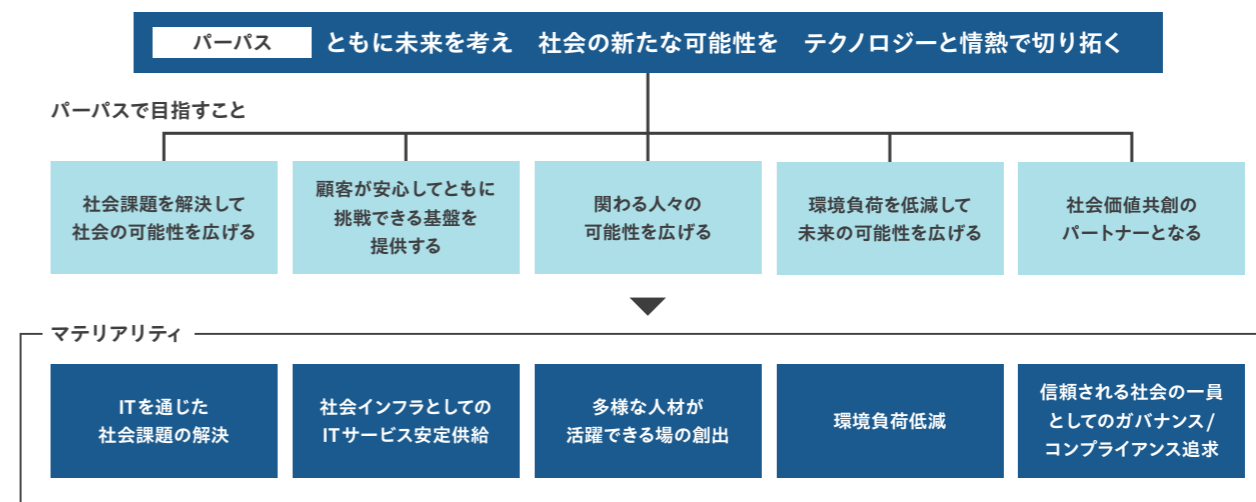 パーパス ともに未来を考え 社会の新たな可能性を テクノロジーと情熱で切り拓く
パーパスで目指すこと
社会課題を解決して
社会の可能性を広げる
顧客が安心してともに
挑戦できる基盤を
提供する
関わる人々の
可能性を広げる
環境負荷を低減して
未来の可能性を広げる
社会価値共創の
パートナーとなる
マテリアリティ
ITを通じた
社会課題の解決
社会インフラとしての
ITサービス安定供給
多様な人材が
活躍できる場の創出
環境負荷低減
信頼される社会の一員
としてのガバナンス/
コンプライアンス追求